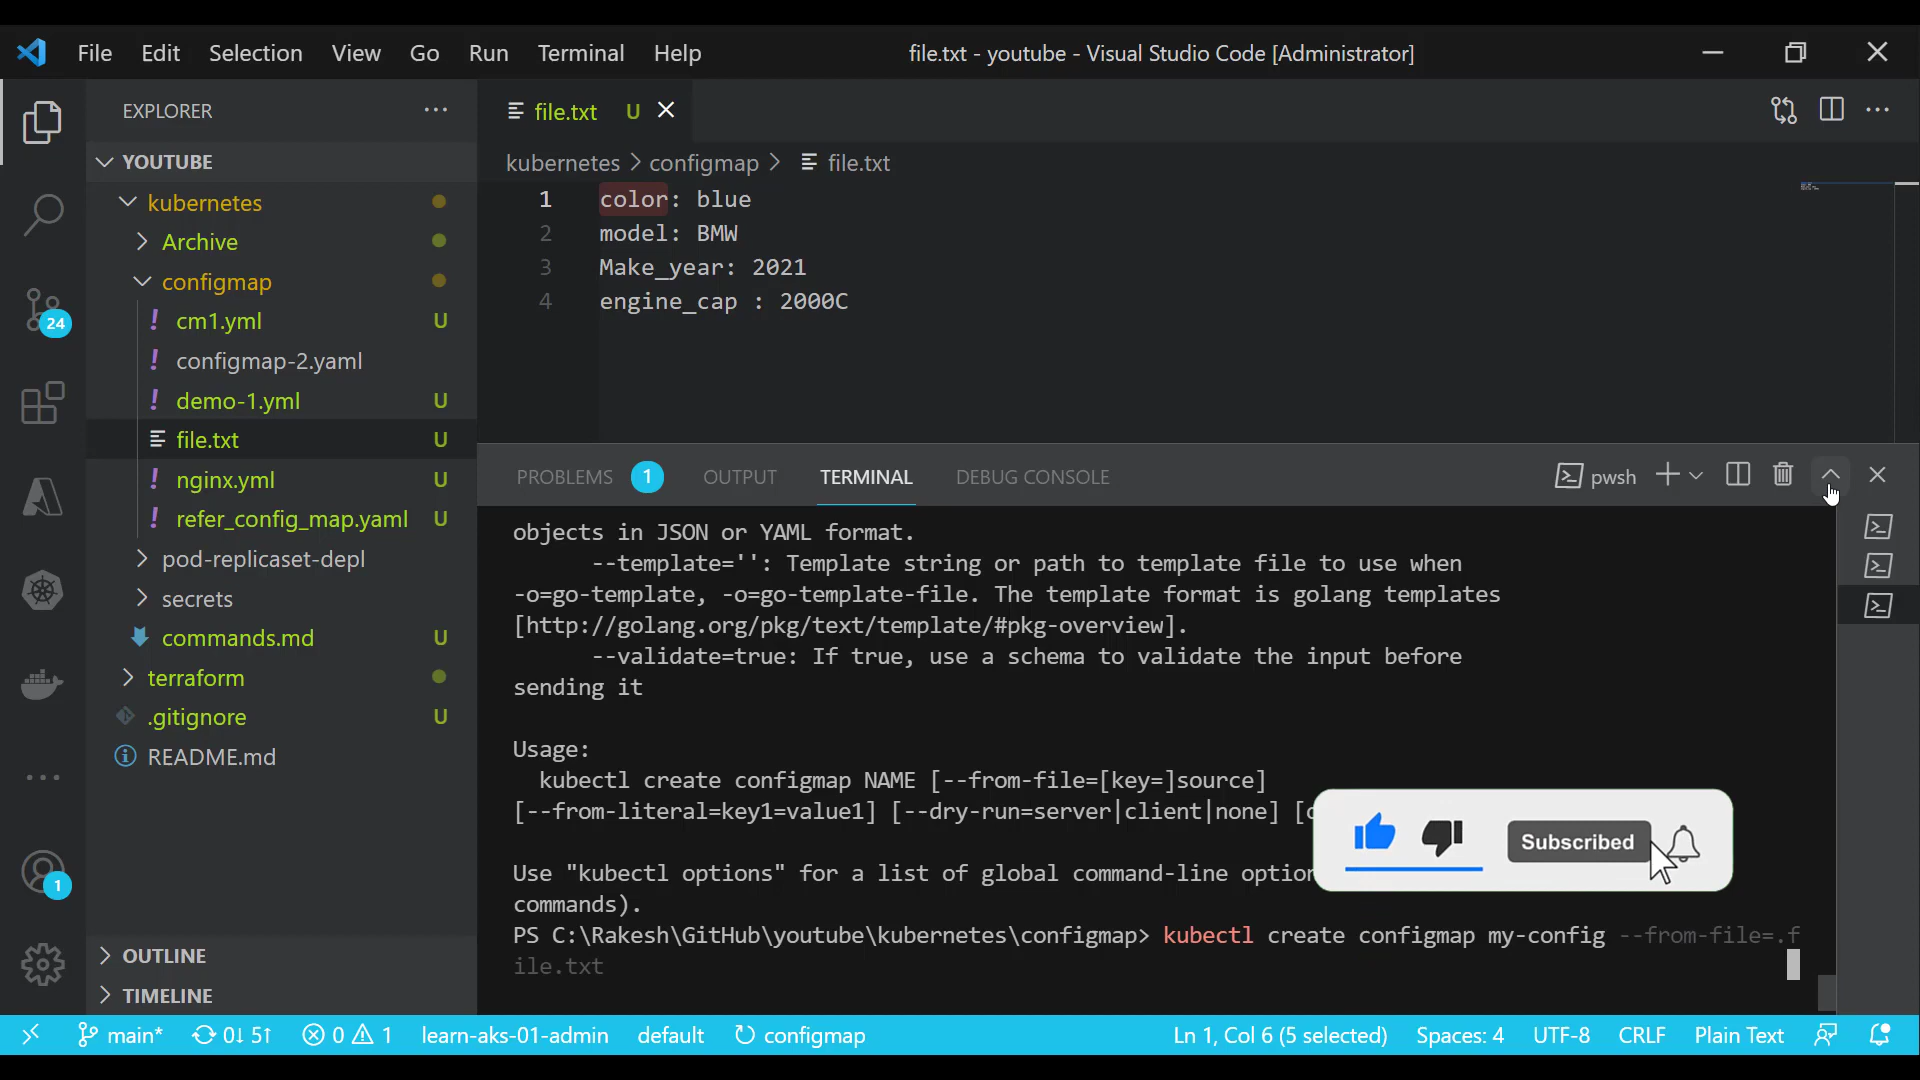 File Edit Selection View Go Run Terminal Help
file.txt - youtube - Visual Studio Code [Administrator]
EXPLORER
YOUTUBE
kubernetes
Archive
configmap
! cm1.yml U
! configmap-2.yaml
! demo-1.yml U
file.txt U
! nginx.yml U
! refer_config_map.yaml U
pod-replicaset-depl
secrets
commands.md U
terraform
.gitignore U
README.md
OUTLINE
TIMELINE
24
1
file.txt U
kubernetes > configmap > file.txt
1 color: blue
2 model: BMW
3 Make_year: 2021
4 engine_cap : 2000C
PROBLEMS 1 OUTPUT TERMINAL DEBUG CONSOLE
pwsh
objects in JSON or YAML format.
--template='': Template string or path to template file to use when
-o=go-template, -o=go-template-file. The template format is golang templates
[http://golang.org/pkg/text/template/#pkg-overview].
--validate=true: If true, use a schema to validate the input before
sending it
Usage:
kubectl create configmap NAME [--from-file=[key=]source]
[--from-literal=key1=value1] [--dry-run=server|client|none] [
Use "kubectl options" for a list of global command-line
commands).
PS C:\Rakesh\GitHub\youtube\kubernetes\configmap> kubectl create configmap my-config --from-file=.f
ile.txt
Subscribed
main* 0↓ 5↑ 0 1 learn-aks-01-admin default configmap
Ln 1, Col 6 (5 selected) Spaces: 4 UTF-8 CRLF Plain Text